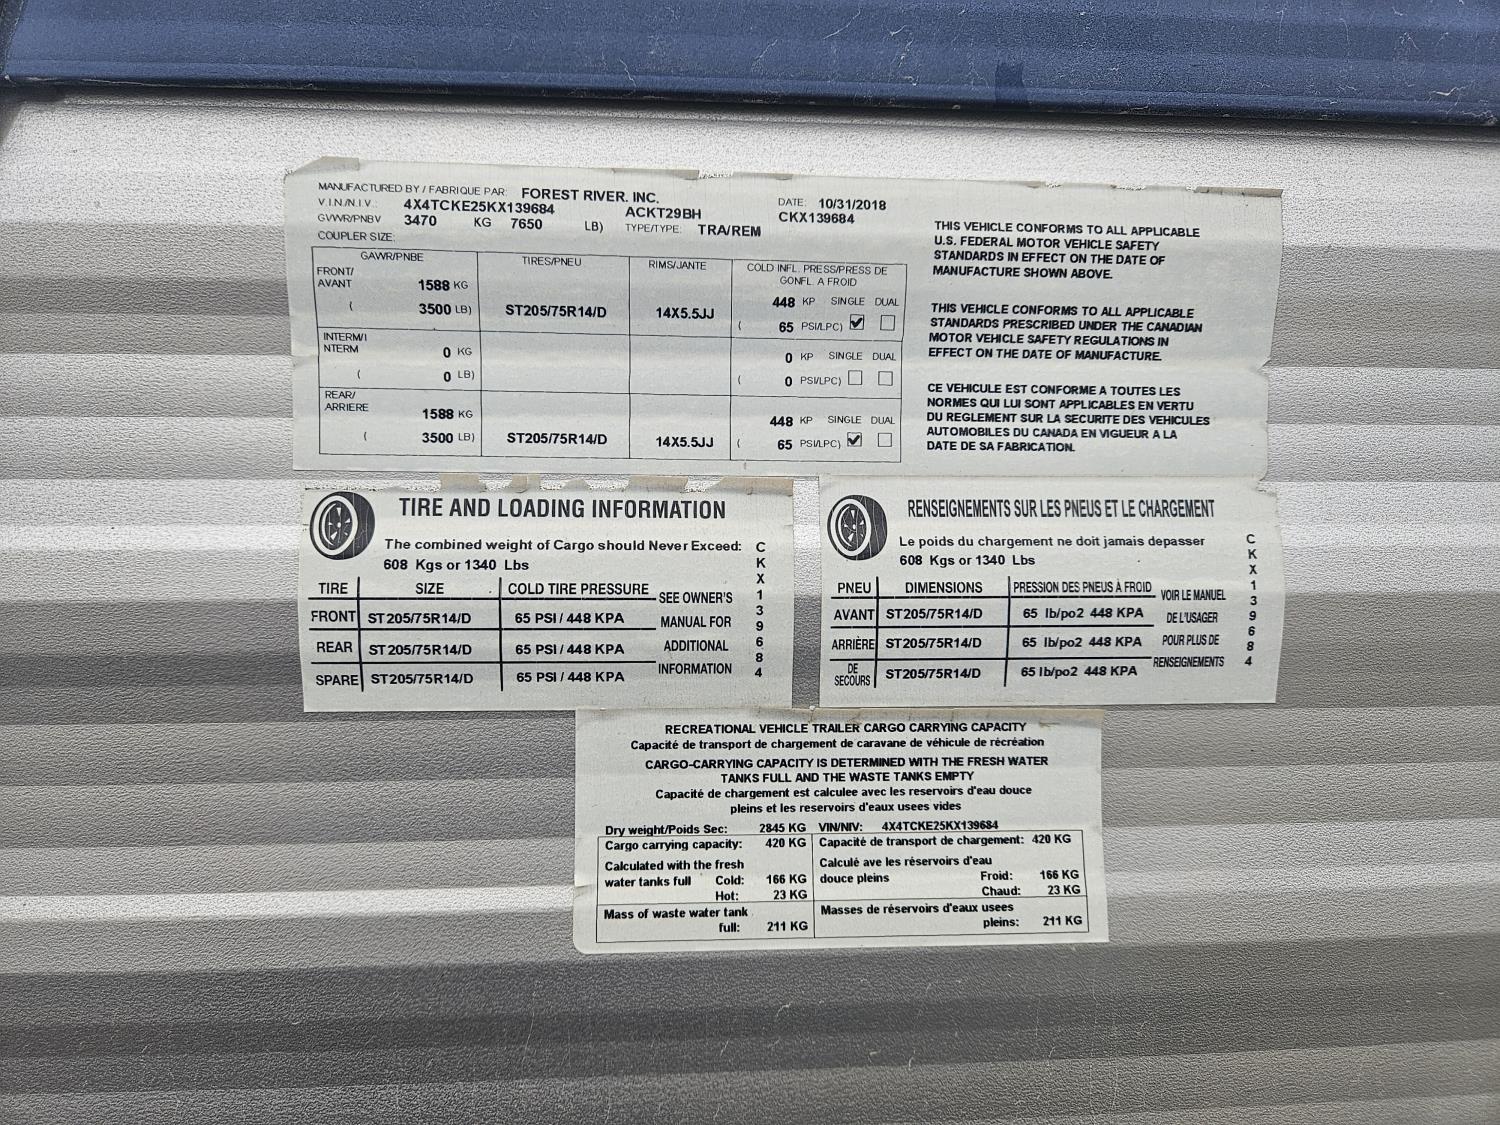 MANUFACTURED BY / FABRIQUE PAR: FOREST RIVER. INC. DATE: 10/31/2018
V.I.N/N.I.V.: 4X4TCKE25KX139684 ACKT29BH CKX139684
GVWR/PNBV 3470 KG 7650 LB) TYPE/TYPE: TRA/REM
COUPLER SIZE:
GAWR/PNBE TIRES/PNEU RIMS/JANTE COLD INFL. PRESS/PRESS DE
GONFL. A FROID
FRONT/
AVANT 1588 KG 448 KP SINGLE DUAL
( 3500 LB) ST205/75R14/D 14X5.5JJ ( 65 PSI/LPC)
INTERM/I
NTERM 0 KG 0 KP SINGLE DUAL
( 0 LB) ( 0 PSI/LPC)
REAR/
ARRIERE 1588 KG 448 KP SINGLE DUAL
( 3500 LB) ST205/75R14/D 14X5.5JJ ( 65 PSI/LPC)
THIS VEHICLE CONFORMS TO ALL APPLICABLE
U.S. FEDERAL MOTOR VEHICLE SAFETY
STANDARDS IN EFFECT ON THE DATE OF
MANUFACTURE SHOWN ABOVE.
THIS VEHICLE CONFORMS TO ALL APPLICABLE
STANDARDS PRESCRIBED UNDER THE CANADIAN
MOTOR VEHICLE SAFETY REGULATIONS IN
EFFECT ON THE DATE OF MANUFACTURE.
CE VEHICULE EST CONFORME A TOUTES LES
NORMES QUI LUI SONT APPLICABLES EN VERTU
DU REGLEMENT SUR LA SECURITE DES VEHICULES
AUTOMOBILES DU CANADA EN VIGUEUR A LA
DATE DE SA FABRICATION.
TIRE AND LOADING INFORMATION
The combined weight of Cargo should Never Exceed:
608 Kgs or 1340 Lbs
TIRE SIZE COLD TIRE PRESSURE SEE OWNER'S
FRONT ST205/75R14/D 65 PSI / 448 KPA MANUAL FOR
REAR ST205/75R14/D 65 PSI / 448 KPA ADDITIONAL
SPARE ST205/75R14/D 65 PSI / 448 KPA INFORMATION
CKX139684
RENSEIGNEMENTS SUR LES PNEUS ET LE CHARGEMENT
Le poids du chargement ne doit jamais depasser
608 Kgs or 1340 Lbs
PNEU DIMENSIONS PRESSION DES PNEUS À FROID VOIR LE MANUEL
AVANT ST205/75R14/D 65 lb/po2 448 KPA DE L'USAGER
ARRIÈRE ST205/75R14/D 65 lb/po2 448 KPA POUR PLUS DE
DE
SECOURS ST205/75R14/D 65 lb/po2 448 KPA RENSEIGNEMENTS
CKX139684
RECREATIONAL VEHICLE TRAILER CARGO CARRYING CAPACITY
Capacité de transport de chargement de caravane de véhicule de récréation
CARGO-CARRYING CAPACITY IS DETERMINED WITH THE FRESH WATER
TANKS FULL AND THE WASTE TANKS EMPTY
Capacité de chargement est calculee avec les reservoirs d'eau douce
pleins et les reservoirs d'eaux usees vides
Dry weight/Poids Sec: 2845 KG VIN/NIV: 4X4TCKE25KX139684
Cargo carrying capacity: 420 KG Capacité de transport de chargement: 420 KG
Calculated with the fresh Calculé ave les réservoirs d'eau
water tanks full Cold: 166 KG douce pleins Froid: 166 KG
Hot: 23 KG Chaud: 23 KG
Mass of waste water tank Masses de réservoirs d'eaux usees
full: 211 KG pleins: 211 KG